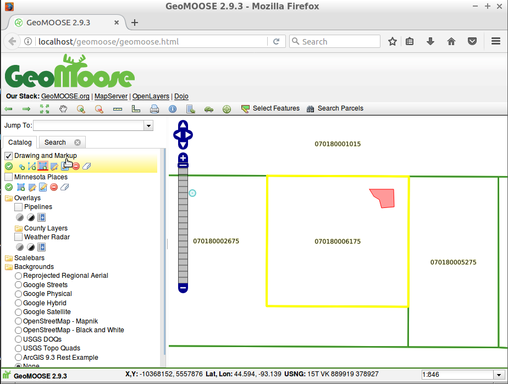 GeoMOOSE 2.9.3 - Mozilla Firefox
GeoMOOSE 2.9.3
localhost/geomoose/geomoose.html
Search
GeoMoose
Our Stack: GeoMOOSE.org | MapServer | OpenLayers | Dojo
Select Features
Search Parcels
Jump To:
Catalog
Search
Drawing and Markup
Minnesota Places
Overlays
Pipelines
County Layers
Weather Radar
Scalebars
Backgrounds
Reprojected Regional Aerial
Google Streets
Google Physical
Google Hybrid
Google Satellite
OpenStreetMap - Mapnik
OpenStreetMap - Black and White
USGS DOQs
USGS Topo Quads
ArcGIS 9.3 Rest Example
None
070180001015
070180002675
070180006175
070180005275
GeoMOOSE 2.9.3
X,Y: -10368152, 5557876 Lat, Lon: 44.594, -93.139 USNG: 15T VK 889919 378927
1:846